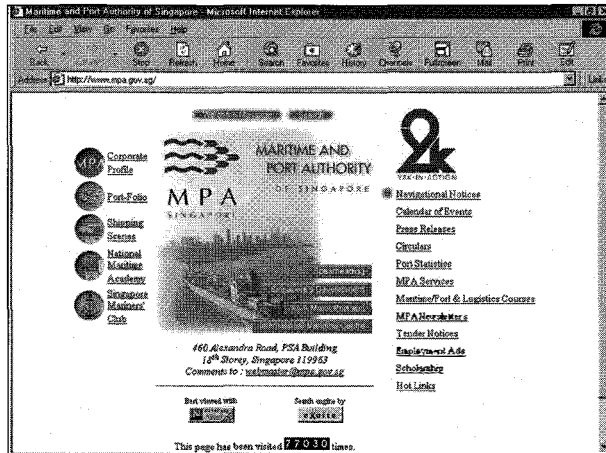 Maritime and Port Authority of Singapore - Microsoft Internet Explorer
File Edit View Go Favorites Help
Back Stop Refresh Home Search Favorites History Channels Fullscreen Mail Print Edit
Address http://www.mpa.gov.sg/ Links
MPA
Corporate
Profile
Port-Folio
Shipping
Scenes
National
Maritime
Academy
Singapore
Mariners'
Club
MARITIME AND
PORT AUTHORITY
OF SINGAPORE
MPA
SINGAPORE
460 Alexandra Road, PSA Building
18th Storey, Singapore 119963
Comments to : webmaster@mpa.gov.sg
Best viewed with
Search engine by
excite
This page has been visited 77030 times.
Y2K-IN-ACTION
Navigational Notices
Calendar of Events
Press Releases
Circulars
Port Statistics
MPA Services
Maritime/Port & Logistics Courses
MPA Newsletters
Tender Notices
Employment Ads
Scholarship
Hot Links